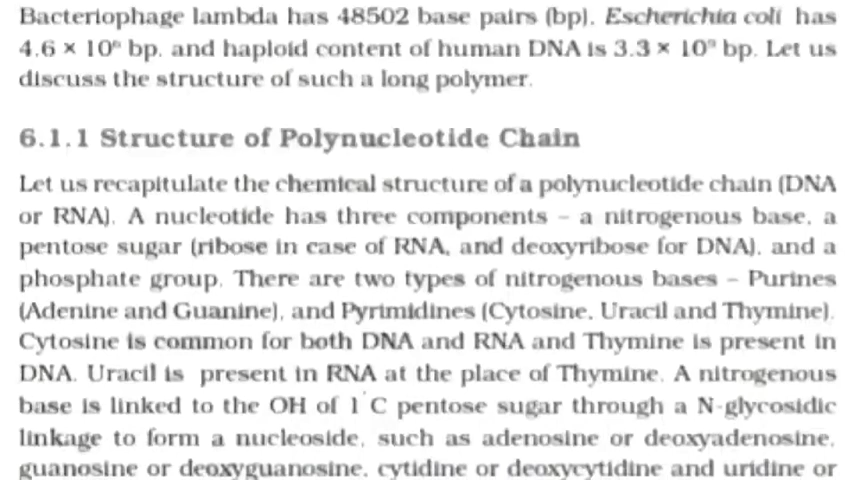 Bacteriophage lambda has 48502 base pairs (bp), Escherichia coli has
4.6 × 10⁶ bp, and haploid content of human DNA is 3.3 × 10⁹ bp. Let us
discuss the structure of such a long polymer.
6.1.1 Structure of Polynucleotide Chain
Let us recapitulate the chemical structure of a polynucleotide chain (DNA
or RNA). A nucleotide has three components – a nitrogenous base, a
pentose sugar (ribose in case of RNA, and deoxyribose for DNA), and a
phosphate group. There are two types of nitrogenous bases – Purines
(Adenine and Guanine), and Pyrimidines (Cytosine, Uracil and Thymine).
Cytosine is common for both DNA and RNA and Thymine is present in
DNA. Uracil is present in RNA at the place of Thymine. A nitrogenous
base is linked to the OH of 1'C pentose sugar through a N-glycosidic
linkage to form a nucleoside, such as adenosine or deoxyadenosine,
guanosine or deoxyguanosine, cytidine or deoxycytidine and uridine or